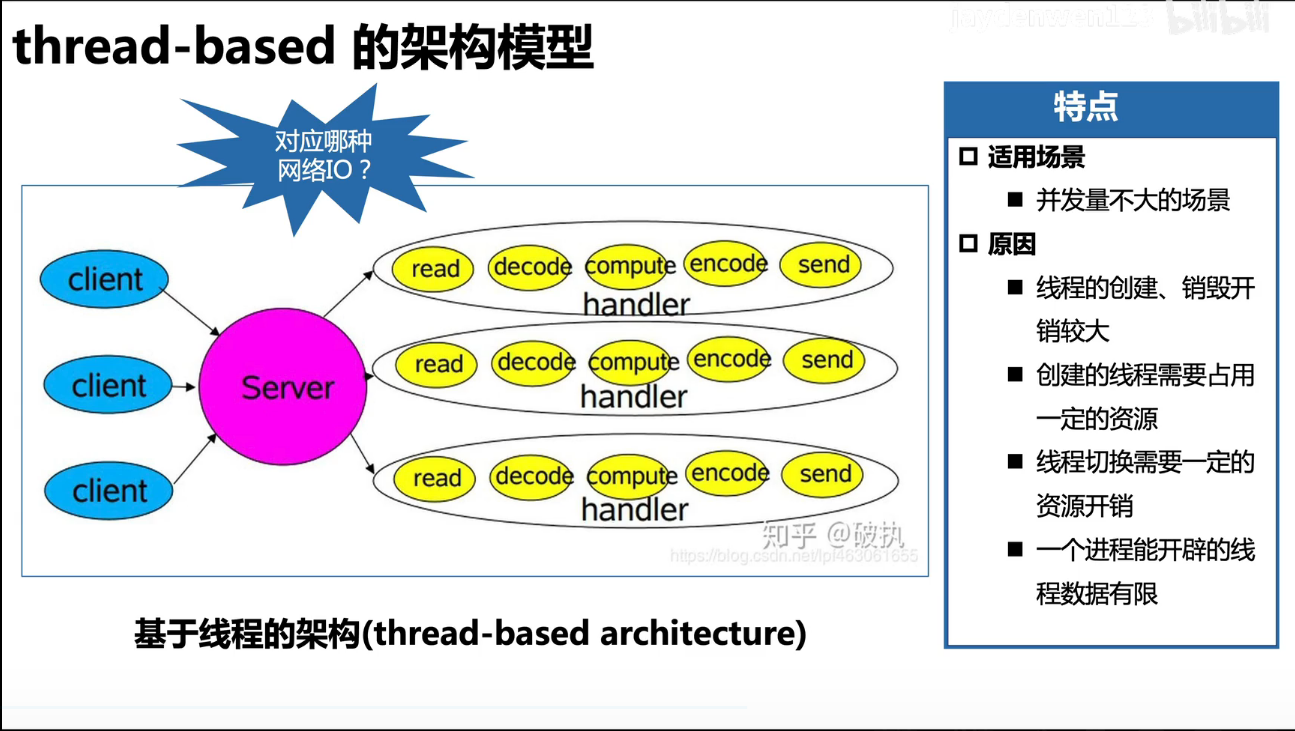 thread-based 的架构模型
对应哪种
网络IO？
client
client
client
Server
read
decode
compute
encode
send
handler
read
decode
compute
encode
send
handler
read
decode
compute
encode
send
handler
知乎 @破执
https://blog.csdn.net/lpf463061655
基于线程的架构(thread-based architecture)
特点
适用场景
并发量不大的场景
原因
线程的创建、销毁开
销较大
创建的线程需要占用
一定的资源
线程切换需要一定的
资源开销
一个进程能开辟的线
程数据有限
bilibili